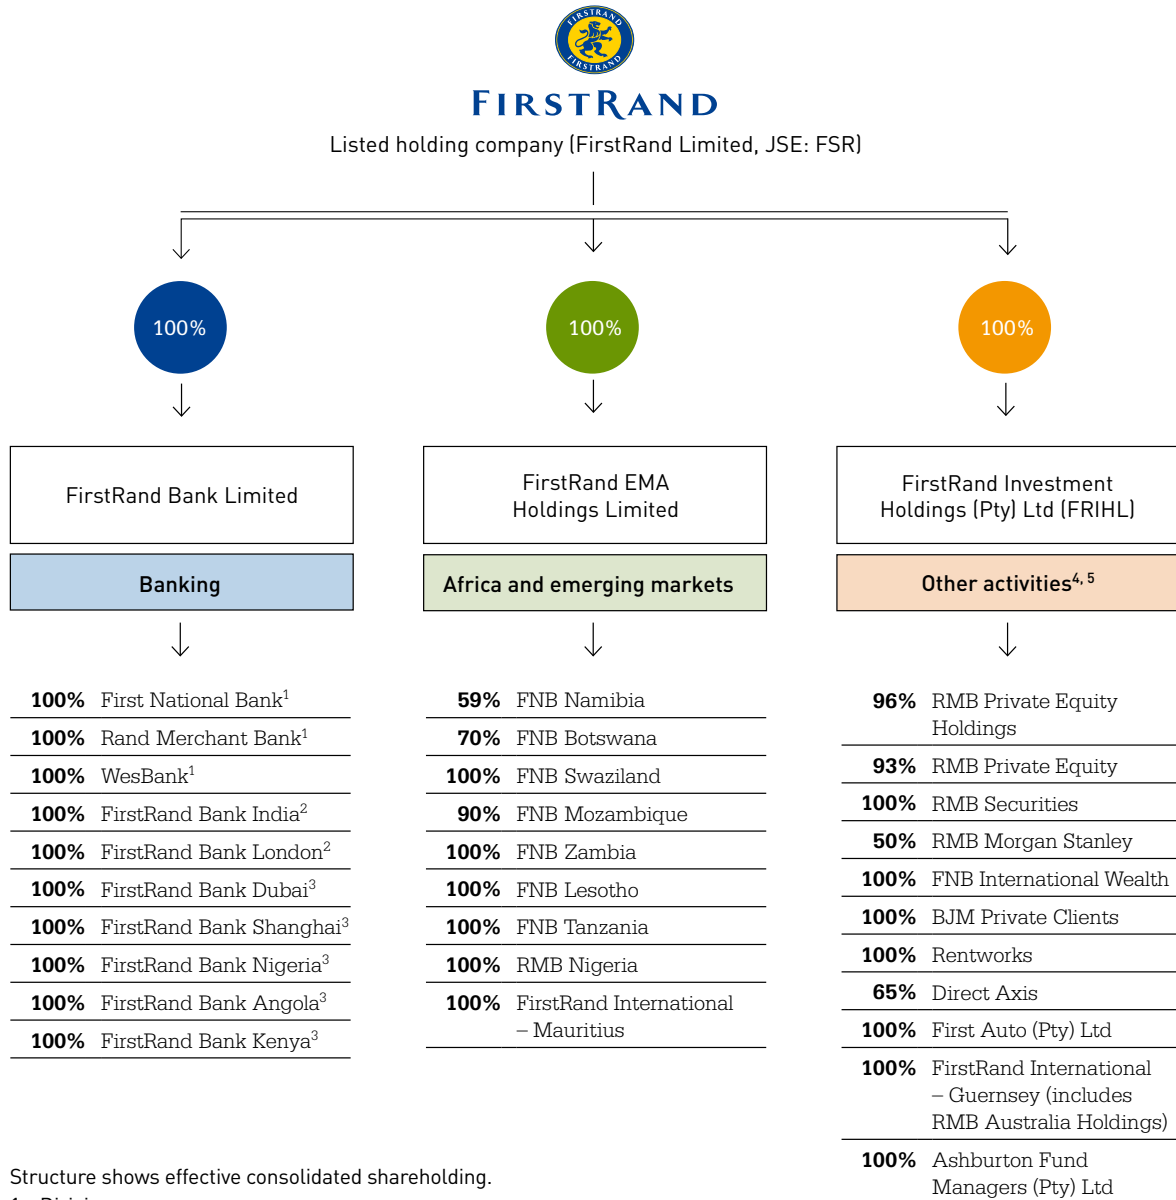 FIRSTRAND
FIRSTRAND
FIRSTRAND
Listed holding company (FirstRand Limited, JSE: FSR)
100%
100%
100%
FirstRand Bank Limited
Banking
100% First National Bank¹
100% Rand Merchant Bank¹
100% WesBank¹
100% FirstRand Bank India²
100% FirstRand Bank London²
100% FirstRand Bank Dubai³
100% FirstRand Bank Shanghai³
100% FirstRand Bank Nigeria³
100% FirstRand Bank Angola³
100% FirstRand Bank Kenya³
FirstRand EMA
Holdings Limited
Africa and emerging markets
59% FNB Namibia
70% FNB Botswana
100% FNB Swaziland
90% FNB Mozambique
100% FNB Zambia
100% FNB Lesotho
100% FNB Tanzania
100% RMB Nigeria
100% FirstRand International
– Mauritius
FirstRand Investment
Holdings (Pty) Ltd (FRIHL)
Other activities⁴, ⁵
96% RMB Private Equity
Holdings
93% RMB Private Equity
100% RMB Securities
50% RMB Morgan Stanley
100% FNB International Wealth
100% BJM Private Clients
100% Rentworks
65% Direct Axis
100% First Auto (Pty) Ltd
100% FirstRand International
– Guernsey (includes
RMB Australia Holdings)
100% Ashburton Fund
Managers (Pty) Ltd
Structure shows effective consolidated shareholding.